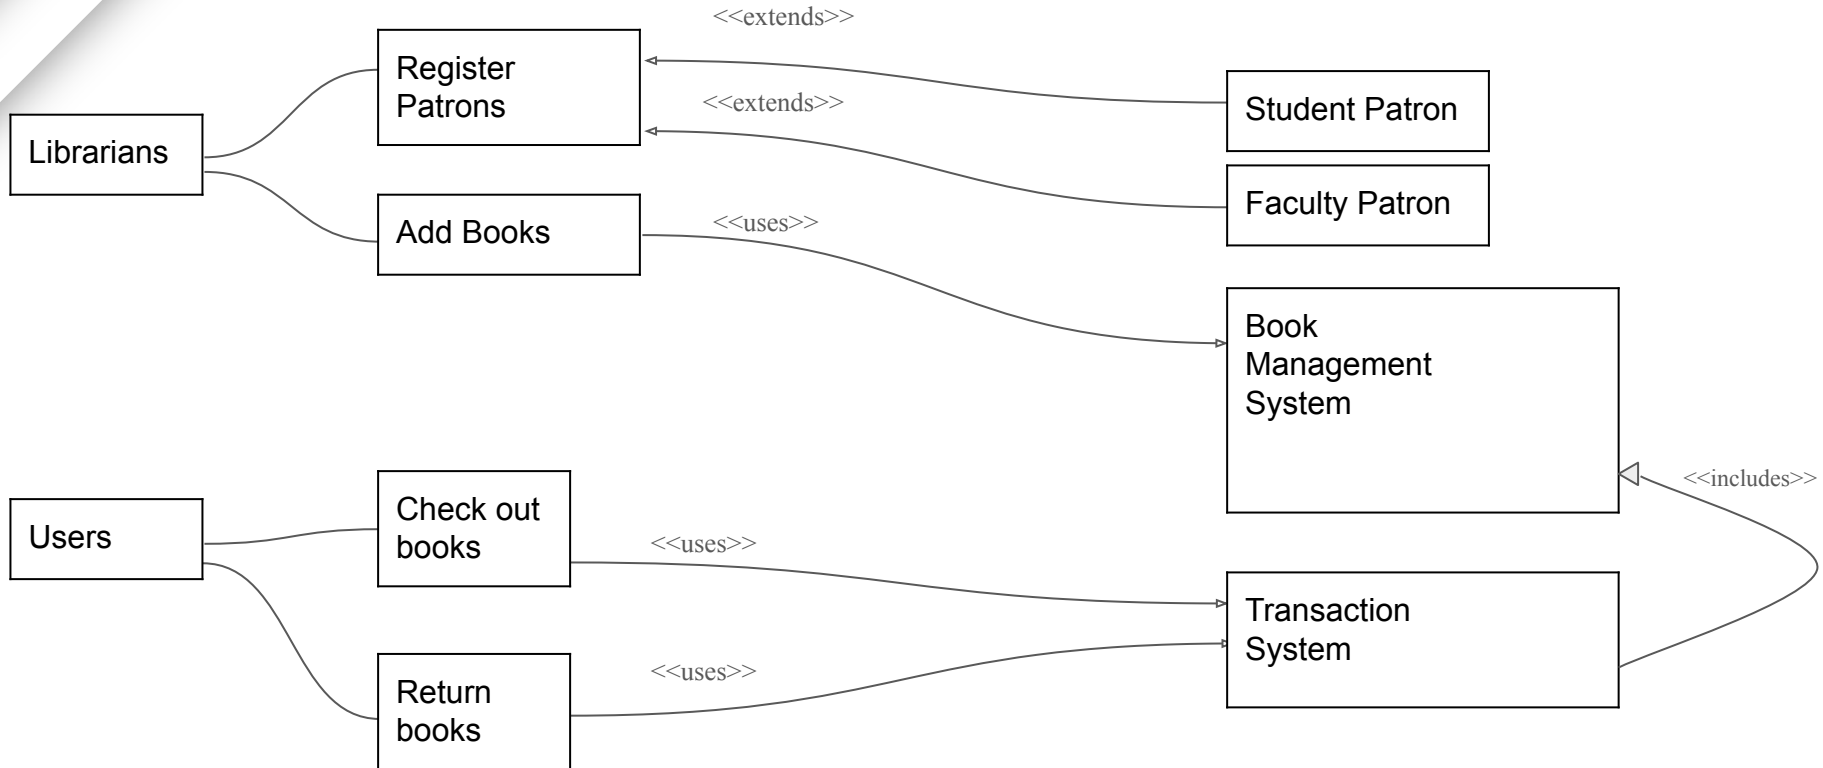 <<extends>>
Register
Patrons
<<extends>>
Student Patron
Librarians
Faculty Patron
Add Books
<<uses>>
Book
Management
System
<<includes>>
Check out
books
Users
<<uses>>
Transaction
System
Return
books
<<uses>>